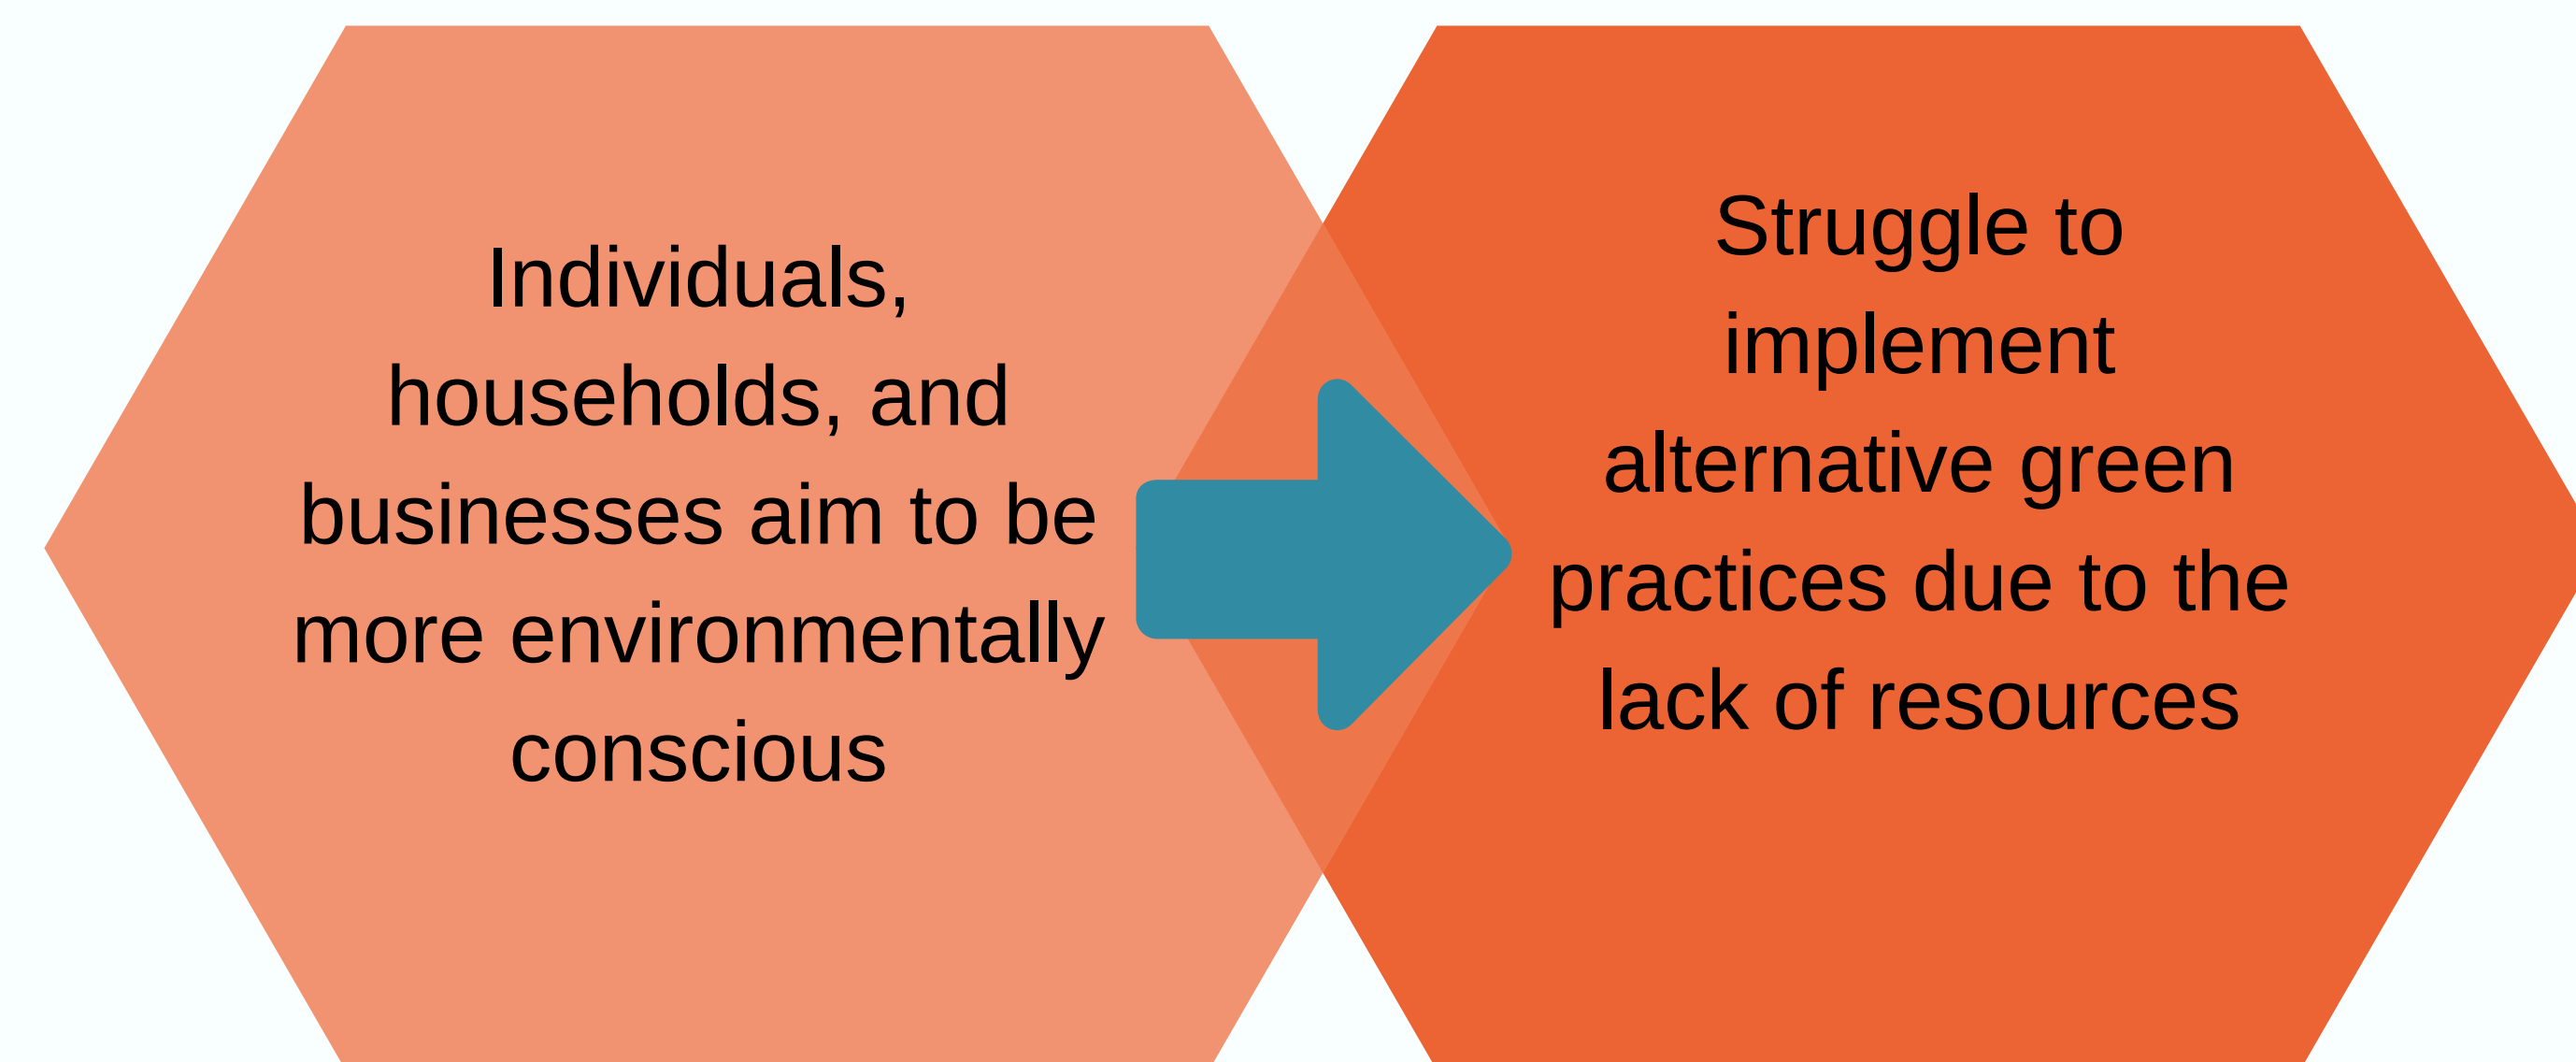 Individuals,
households, and
businesses aim to be
more environmentally
conscious
Struggle to
implement
alternative green
practices due to the
lack of resources